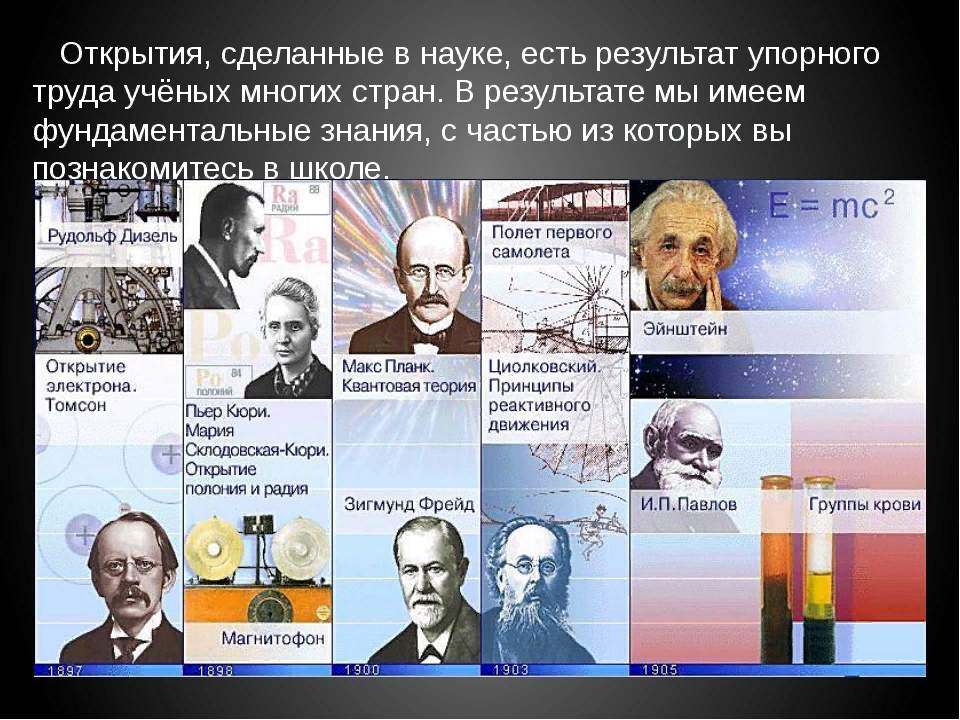 Открытия, сделанные в науке, есть результат упорного
труда учёных многих стран. В результате мы имеем
фундаментальные знания, с частью из которых вы
познакомитесь в школе.
Рудольф Дизель
Открытие
электрона.
Томсон
1897
Ra 88
РАДИЙ
Ra
Po
Po 84
ПОЛОНИЙ
Пьер Кюри.
Мария
Склодовская-Кюри.
Открытие
полония и радия
Магнитофон
1898
Макс Планк.
Квантовая теория
Зигмунд Фрейд
1900
Полет первого
самолета
Циолковский.
Принципы
реактивного
движения
1903
E = mc²
Эйнштейн
И.П.Павлов
Группы крови
1905